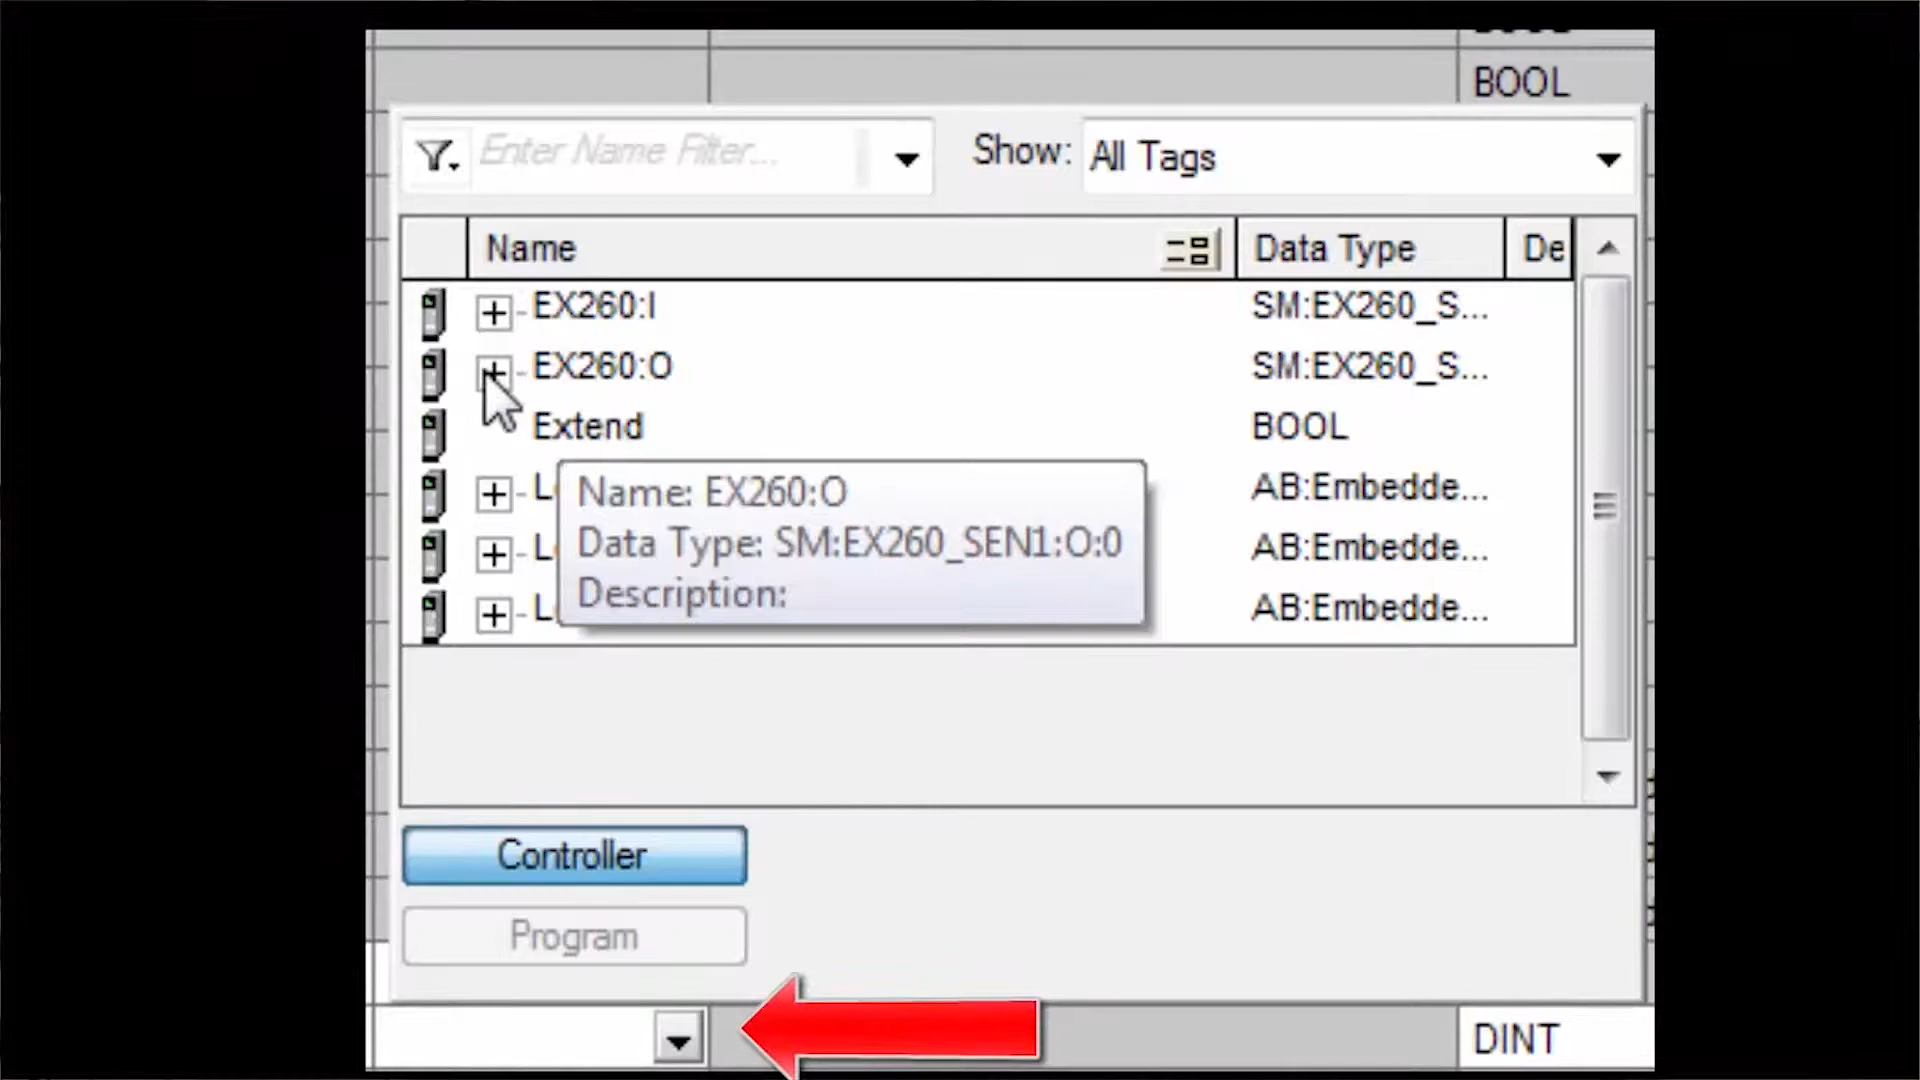 BOOL
Enter Name Filter... Show: All Tags
Name Data Type De
EX260:I SM:EX260_S...
EX260:O SM:EX260_S...
Extend BOOL
AB:Embedde...
Name: EX260:O
Data Type: SM:EX260_SEN1:O:0
AB:Embedde...
Description:
AB:Embedde...
Controller
Program
DINT